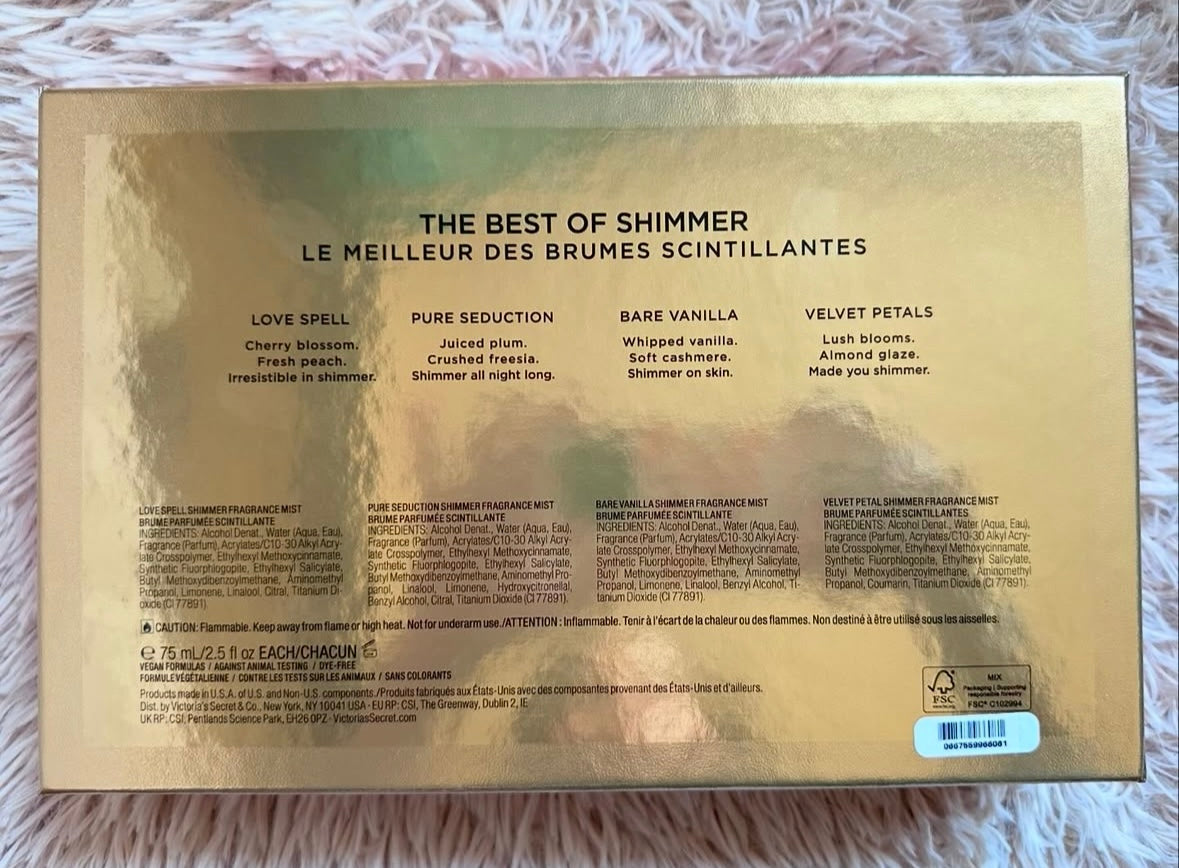 THE BEST OF SHIMMER
LE MEILLEUR DES BRUMES SCINTILLANTES
LOVE SPELL
Cherry blossom.
Fresh peach.
Irresistible in shimmer.
PURE SEDUCTION
Juiced plum.
Crushed freesia.
Shimmer all night long.
BARE VANILLA
Whipped vanilla.
Soft cashmere.
Shimmer on skin.
VELVET PETALS
Lush blooms.
Almond glaze.
Made you shimmer.
LOVE SPELL SHIMMER FRAGRANCE MIST
BRUME PARFUMÉE SCINTILLANTE
INGREDIENTS: Alcohol Denat., Water (Aqua, Eau),
Fragrance (Parfum), Acrylates/C10-30 Alkyl Acry-
late Crosspolymer, Ethylhexyl Methoxycinnamate,
Synthetic Fluorphlogopite, Ethylhexyl Salicylate,
Butyl Methoxydibenzoylmethane, Aminomethyl
Propanol, Limonene, Linalool, Citral, Titanium Di-
oxide (CI 77891).
PURE SEDUCTION SHIMMER FRAGRANCE MIST
BRUME PARFUMÉE SCINTILLANTE
INGREDIENTS: Alcohol Denat., Water (Aqua, Eau),
Fragrance (Parfum), Acrylates/C10-30 Alkyl Acry-
late Crosspolymer, Ethylhexyl Methoxycinnamate,
Synthetic Fluorphlogopite, Ethylhexyl Salicylate,
Butyl Methoxydibenzoylmethane, Aminomethyl Pro-
panol, Linalool, Limonene, Hydroxycitronellal,
Benzyl Alcohol, Citral, Titanium Dioxide (CI 77891).
BARE VANILLA SHIMMER FRAGRANCE MIST
BRUME PARFUMÉE SCINTILLANTE
INGREDIENTS: Alcohol Denat., Water (Aqua, Eau),
Fragrance (Parfum), Acrylates/C10-30 Alkyl Acry-
late Crosspolymer, Ethylhexyl Methoxycinnamate,
Synthetic Fluorphlogopite, Ethylhexyl Salicylate,
Butyl Methoxydibenzoylmethane, Aminomethyl
Propanol, Limonene, Linalool, Benzyl Alcohol, Ti-
tanium Dioxide (CI 77891).
VELVET PETAL SHIMMER FRAGRANCE MIST
BRUME PARFUMÉE SCINTILLANTES
INGREDIENTS: Alcohol Denat., Water (Aqua, Eau),
Fragrance (Parfum), Acrylates/C10-30 Alkyl Acry-
late Crosspolymer, Ethylhexyl Methoxycinnamate,
Synthetic Fluorphlogopite, Ethylhexyl Salicylate,
Butyl Methoxydibenzoylmethane, Aminomethyl
Propanol, Coumarin, Titanium Dioxide (CI 77891).
CAUTION: Flammable. Keep away from flame or high heat. Not for underarm use./ATTENTION : Inflammable. Tenir à l'écart de la chaleur ou des flammes. Non destiné à être utilisé sous les aisselles.
℮ 75 mL/2.5 fl oz EACH/CHACUN
VEGAN FORMULAS / AGAINST ANIMAL TESTING / DYE-FREE
FORMULE VÉGÉTALIENNE / CONTRE LES TESTS SUR LES ANIMAUX / SANS COLORANTS
Products made in U.S.A. of U.S. and Non-U.S. components./Produits fabriqués aux États-Unis avec des composantes provenant des États-Unis et d'ailleurs.
Dist. by Victoria's Secret & Co., New York, NY 10041 USA · EU RP: CSI, The Greenway, Dublin 2, IE
UK RP: CSI, Pentlands Science Park, EH26 0PZ · VictoriasSecret.com
FSC
www.fsc.org
MIX
Packaging | Supporting
responsible forestry
FSC® C102994